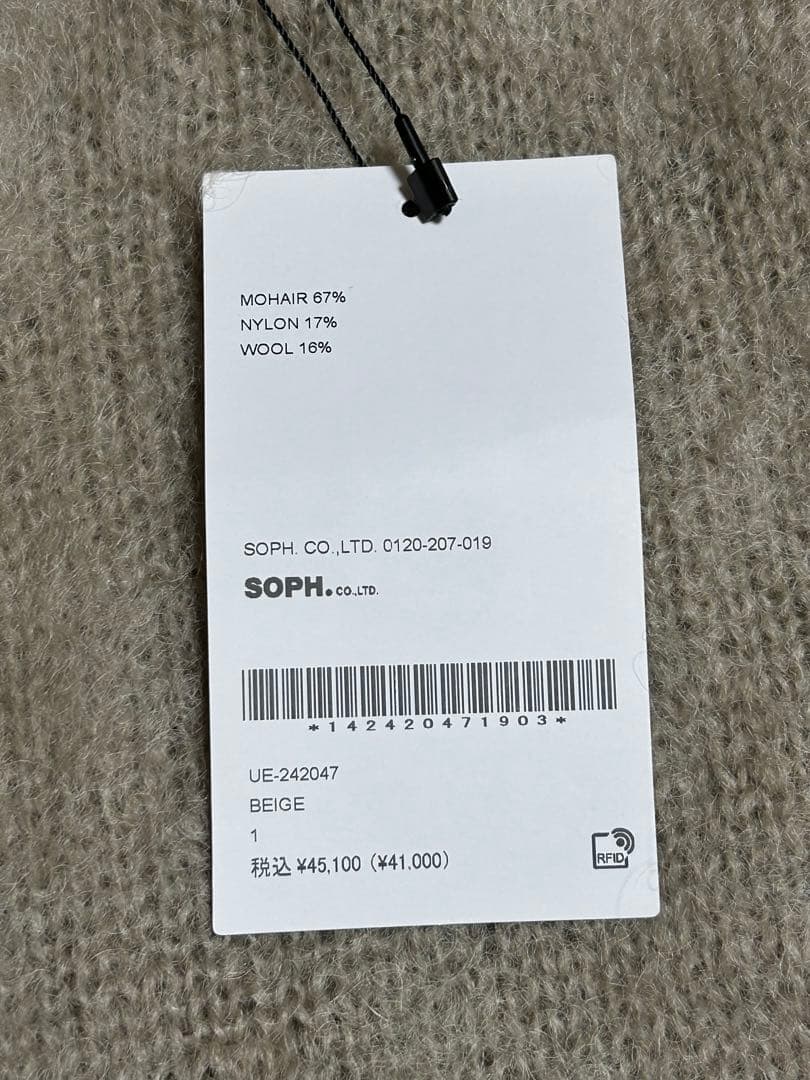 MOHAIR 67%
NYLON 17%
WOOL 16%
SOPH. CO.,LTD. 0120-207-019
SOPH. CO.,LTD.
*142420471903*
UE-242047
BEIGE
1
税込 ¥45,100 (¥41,000)
RFID